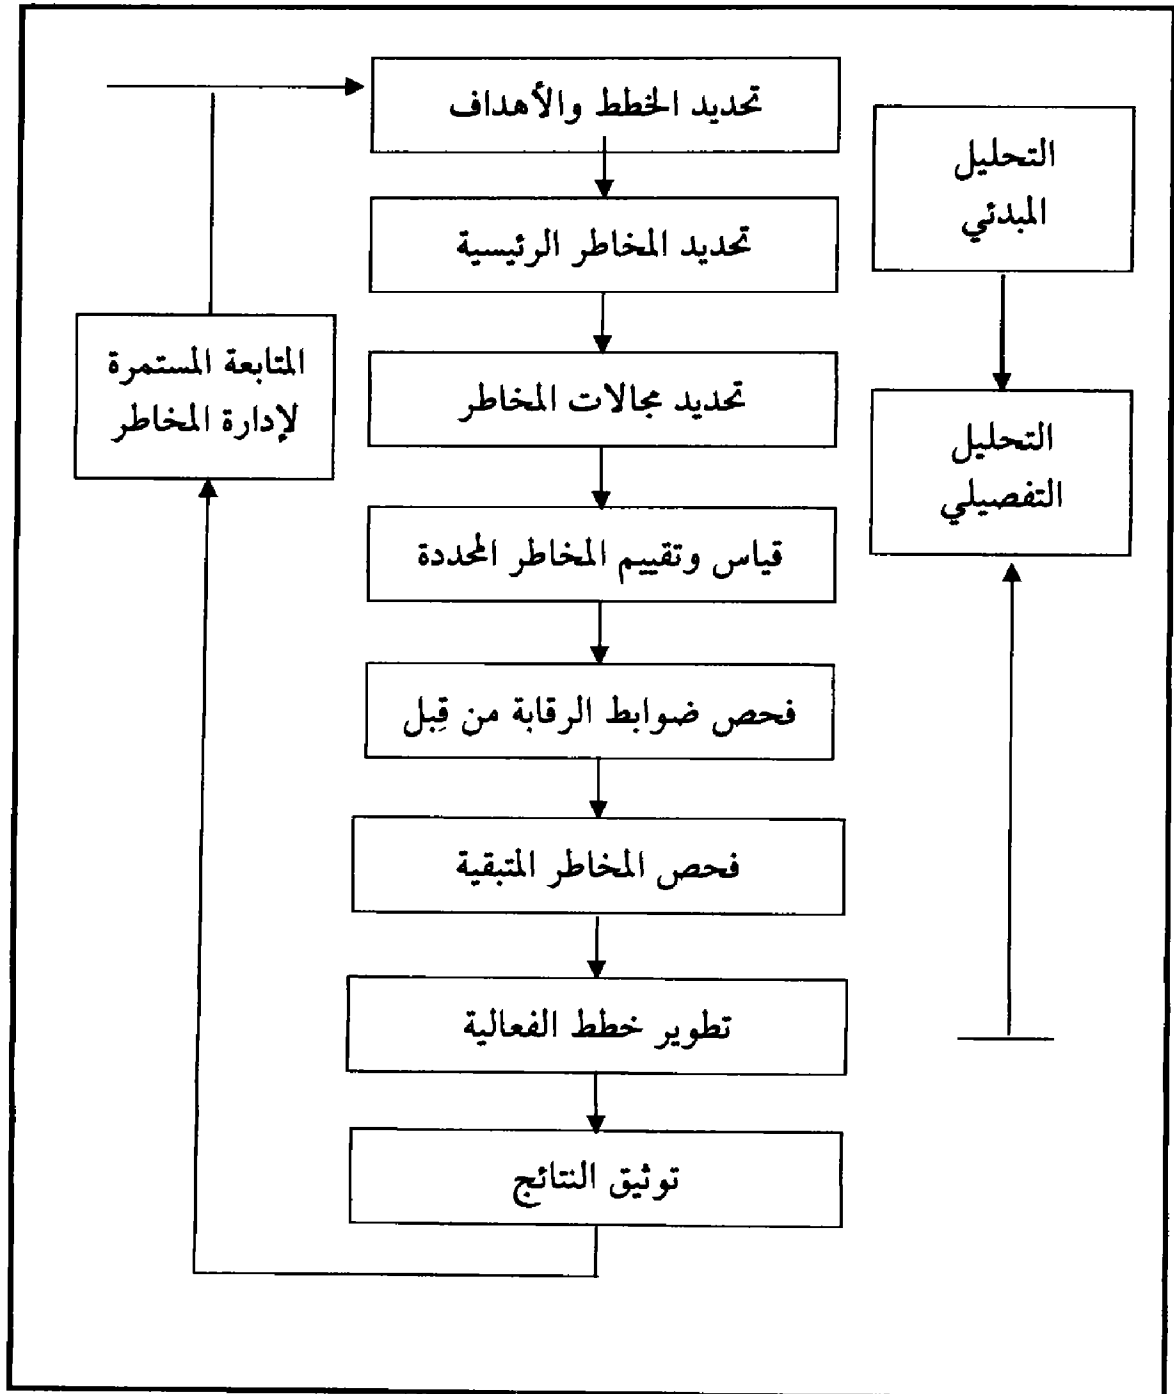 تحديد الخطط والأهداف
تحديد المخاطر الرئيسية
تحديد مجالات المخاطر
قياس وتقييم المخاطر المحددة
فحص ضوابط الرقابة من قِبل
فحص المخاطر المتبقية
تطوير خطط الفعالية
توثيق النتائج
التحليل
المبدئي
التحليل
التفصيلي
المتابعة المستمرة
لإدارة المخاطر